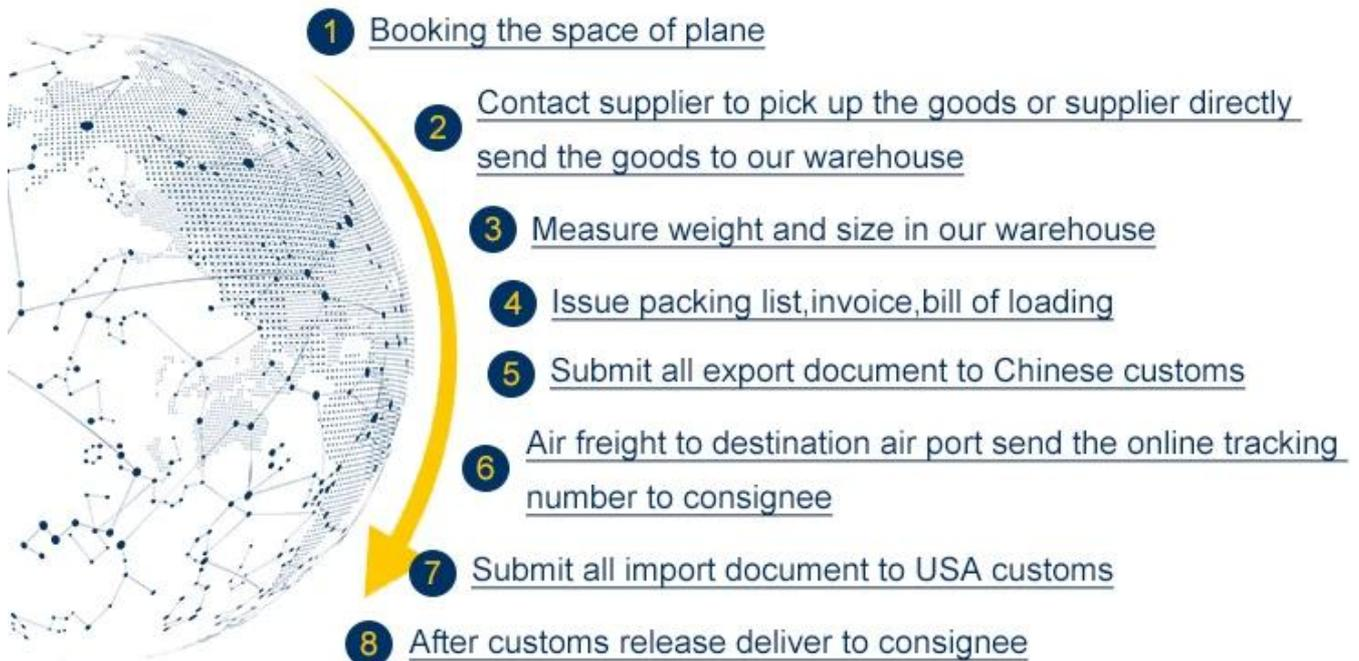 1 Booking the space of plane
2 Contact supplier to pick up the goods or supplier directly
send the goods to our warehouse
3 Measure weight and size in our warehouse
4 Issue packing list,invoice,bill of loading
5 Submit all export document to Chinese customs
6 Air freight to destination air port send the online tracking
number to consignee
7 Submit all import document to USA customs
8 After customs release deliver to consignee